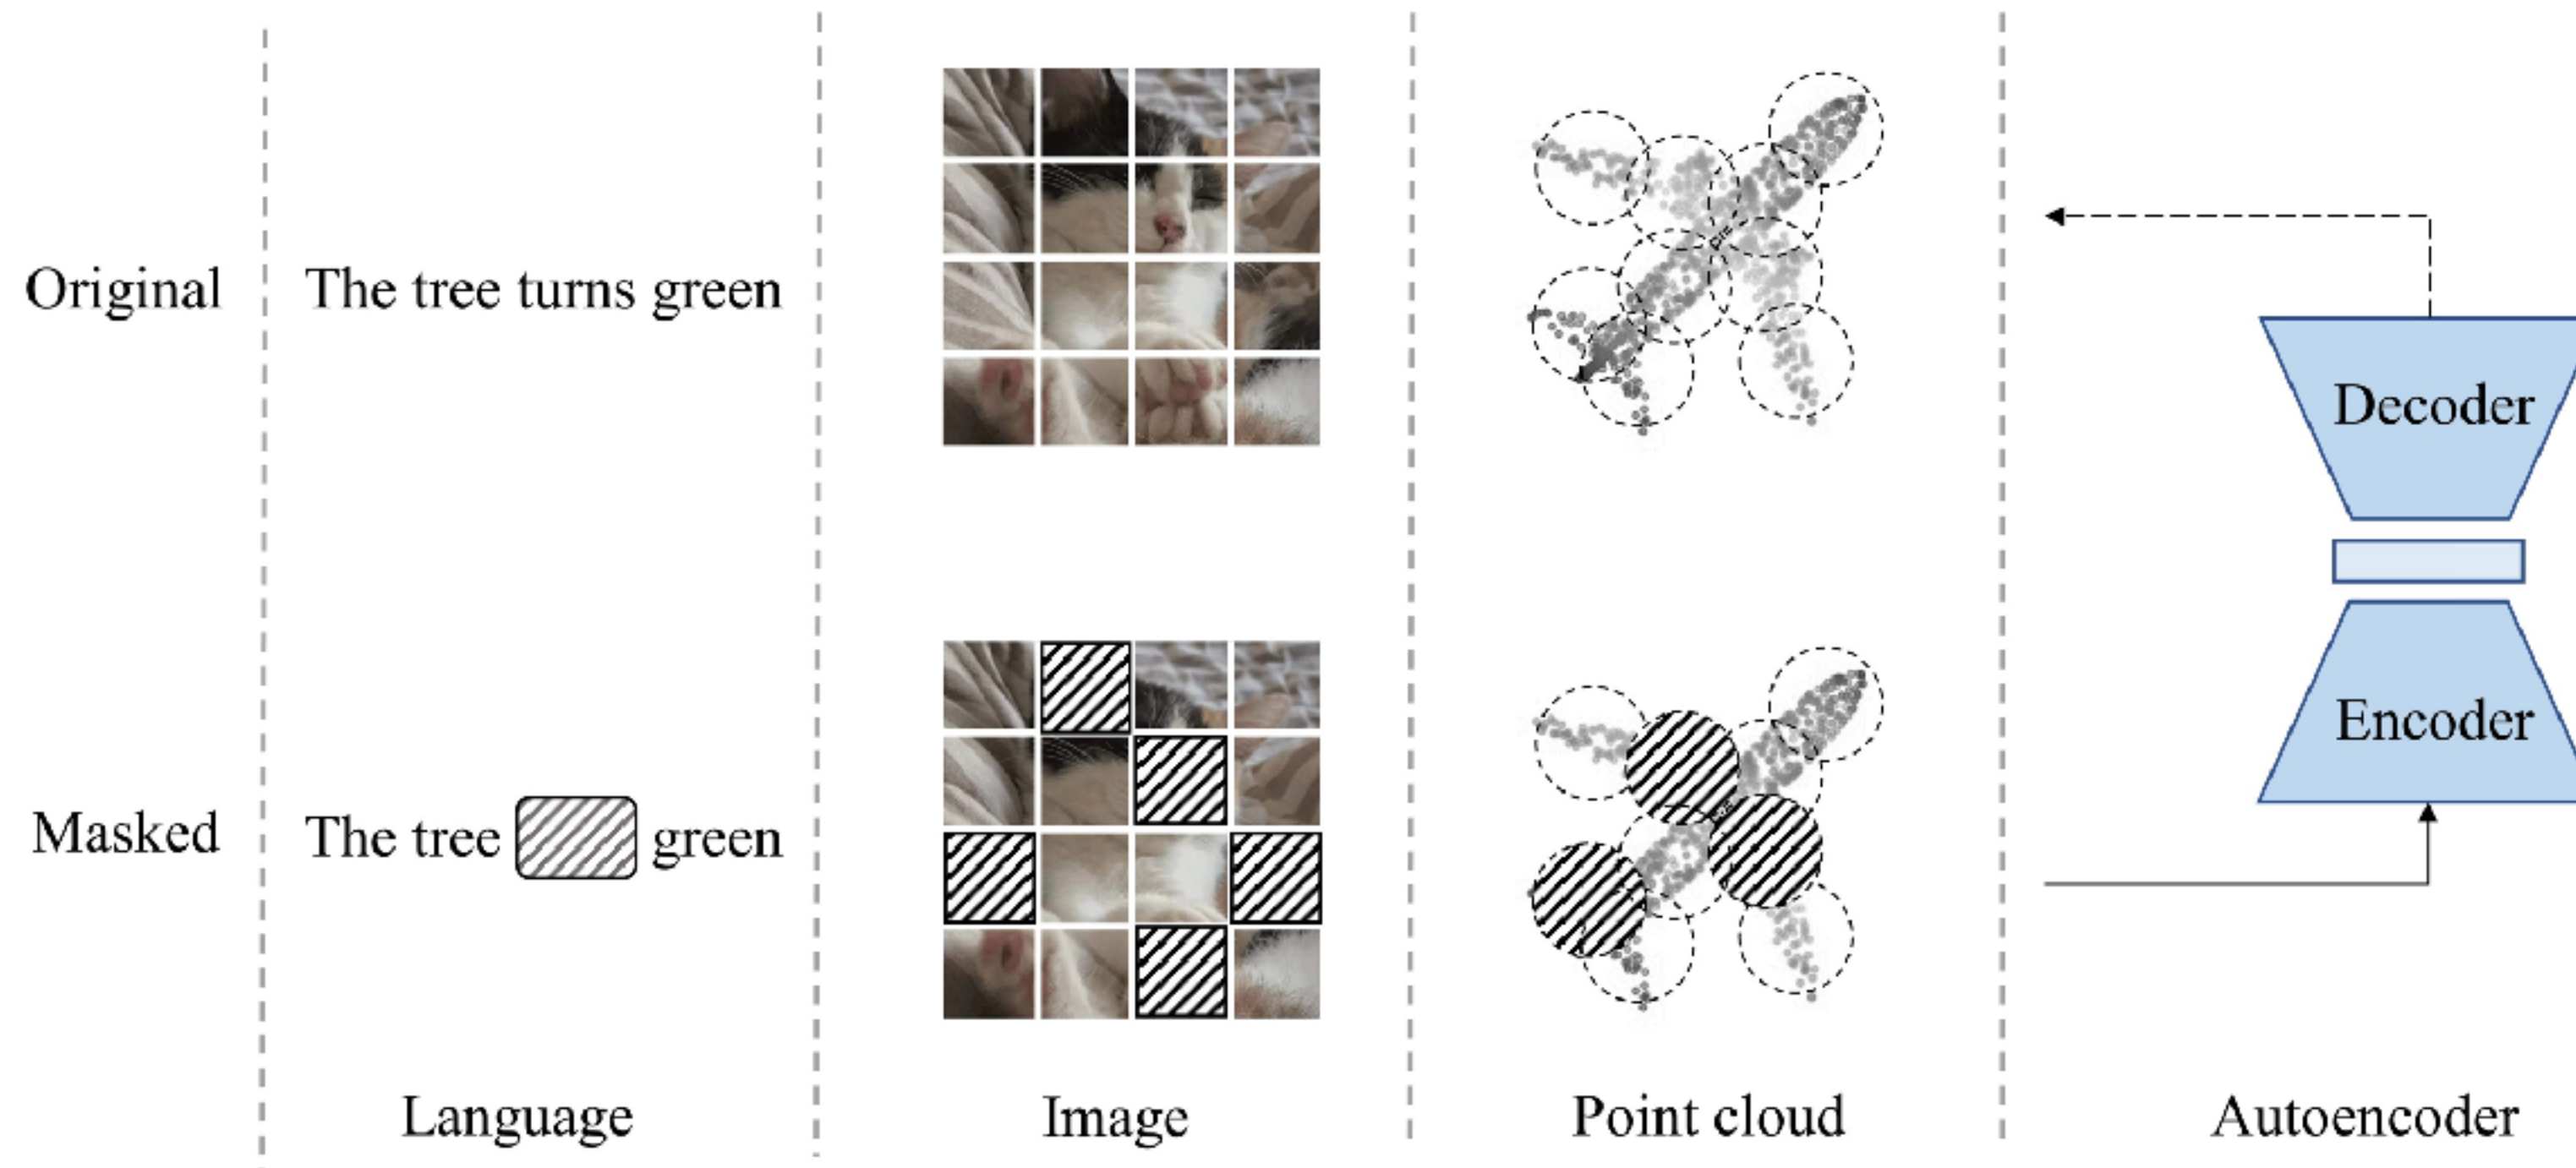 Original
The tree turns green
Decoder
Encoder
Masked
The tree green
Language
Image
Point cloud
Autoencoder